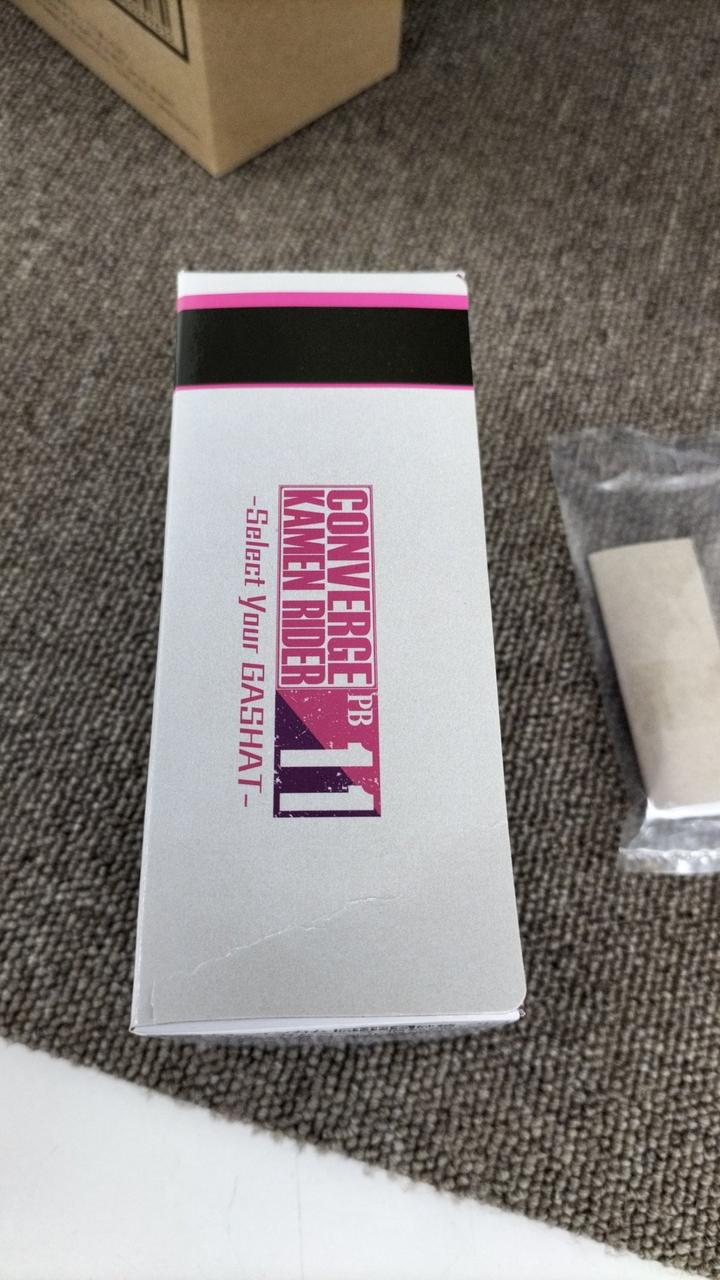 CONVERGE
KAMEN RIDER
PB 11
-Select Your GASHAT-